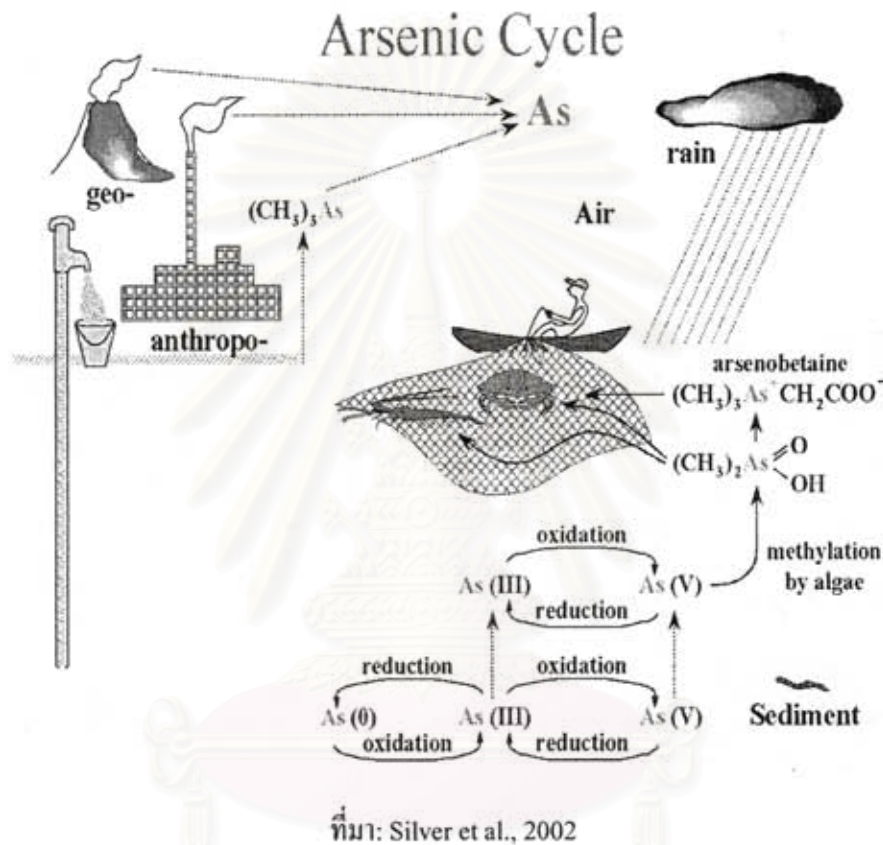 Arsenic Cycle
As
rain
geo-
(CH₃)₃As
Air
anthropo-
arsenobetaine
(CH₃)₃As⁺CH₂COO⁻
(CH₃)₂As
O
OH
oxidation
methylation
by algae
As (III)
As (V)
reduction
reduction
oxidation
As (0)
As (III)
As (V)
Sediment
oxidation
reduction
ที่มา: Silver et al., 2002